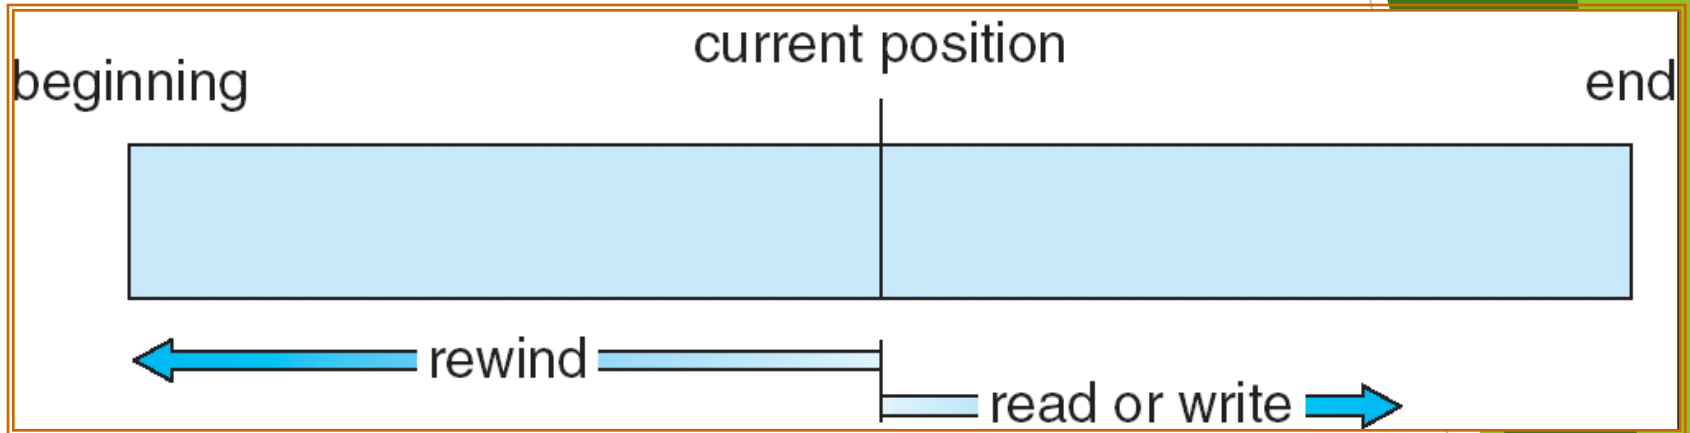 current position
beginning
end
rewind
read or write